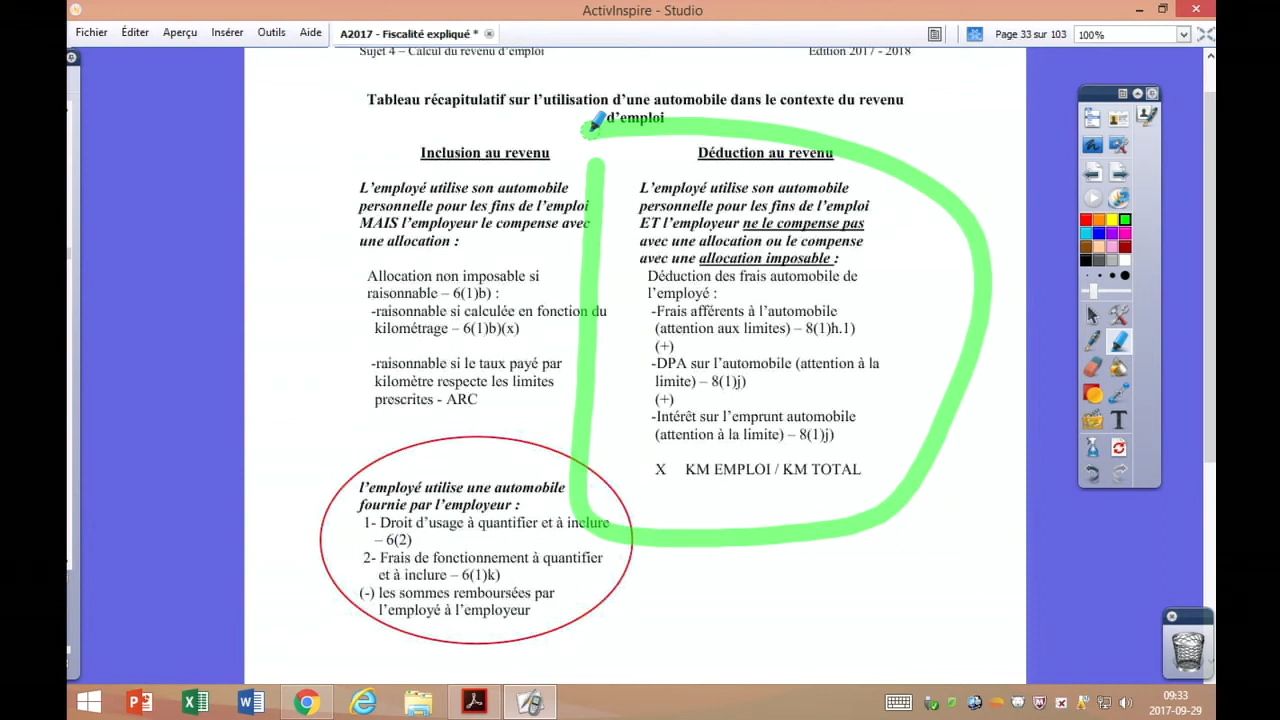 ActivInspire - Studio
Fichier Éditer Aperçu Insérer Outils Aide
A2017 - Fiscalité expliqué *
Page 33 sur 103
100%
Sujet 4 – Calcul du revenu d'emploi
Édition 2017 - 2018
Tableau récapitulatif sur l'utilisation d'une automobile dans le contexte du revenu
d'emploi
Inclusion au revenu
L'employé utilise son automobile
personnelle pour les fins de l'emploi
MAIS l'employeur le compense avec
une allocation :
Allocation non imposable si
raisonnable – 6(1)b) :
-raisonnable si calculée en fonction du
kilométrage – 6(1)b)(x)
-raisonnable si le taux payé par
kilomètre respecte les limites
prescrites - ARC
l'employé utilise une automobile
fournie par l'employeur :
1- Droit d'usage à quantifier et à inclure
– 6(2)
2- Frais de fonctionnement à quantifier
et à inclure – 6(1)k)
(-) les sommes remboursées par
l'employé à l'employeur
Déduction au revenu
L'employé utilise son automobile
personnelle pour les fins de l'emploi
ET l'employeur ne le compense pas
avec une allocation ou le compense
avec une allocation imposable :
Déduction des frais automobile de
l'employé :
-Frais afférents à l'automobile
(attention aux limites) – 8(1)h.1)
(+)
-DPA sur l'automobile (attention à la
limite) – 8(1)j)
(+)
-Intérêt sur l'emprunt automobile
(attention à la limite) – 8(1)j)
X KM EMPLOI / KM TOTAL
09:33
2017-09-29